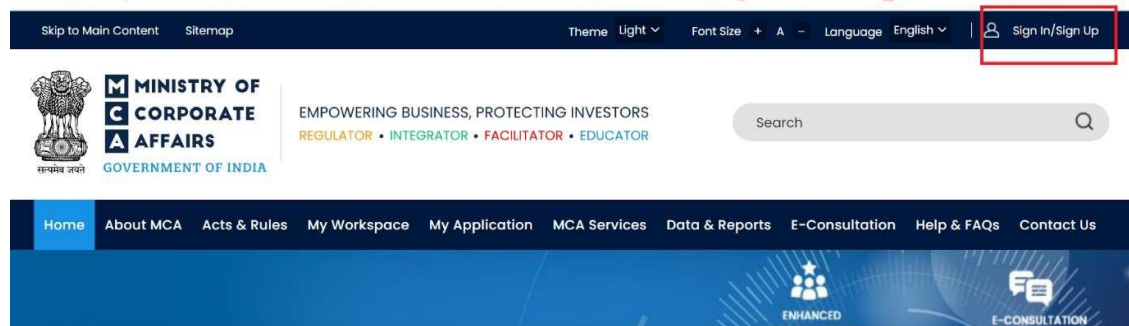 Skip to Main Content Sitemap Theme Light Font Size + A - Language English | Sign In/Sign Up
MINISTRY OF
CORPORATE
AFFAIRS
GOVERNMENT OF INDIA
सत्यमेव जयते
EMPOWERING BUSINESS, PROTECTING INVESTORS
REGULATOR • INTEGRATOR • FACILITATOR • EDUCATOR
Search
Home About MCA Acts & Rules My Workspace My Application MCA Services Data & Reports E-Consultation Help & FAQs Contact Us
ENHANCED
E-CONSULTATION